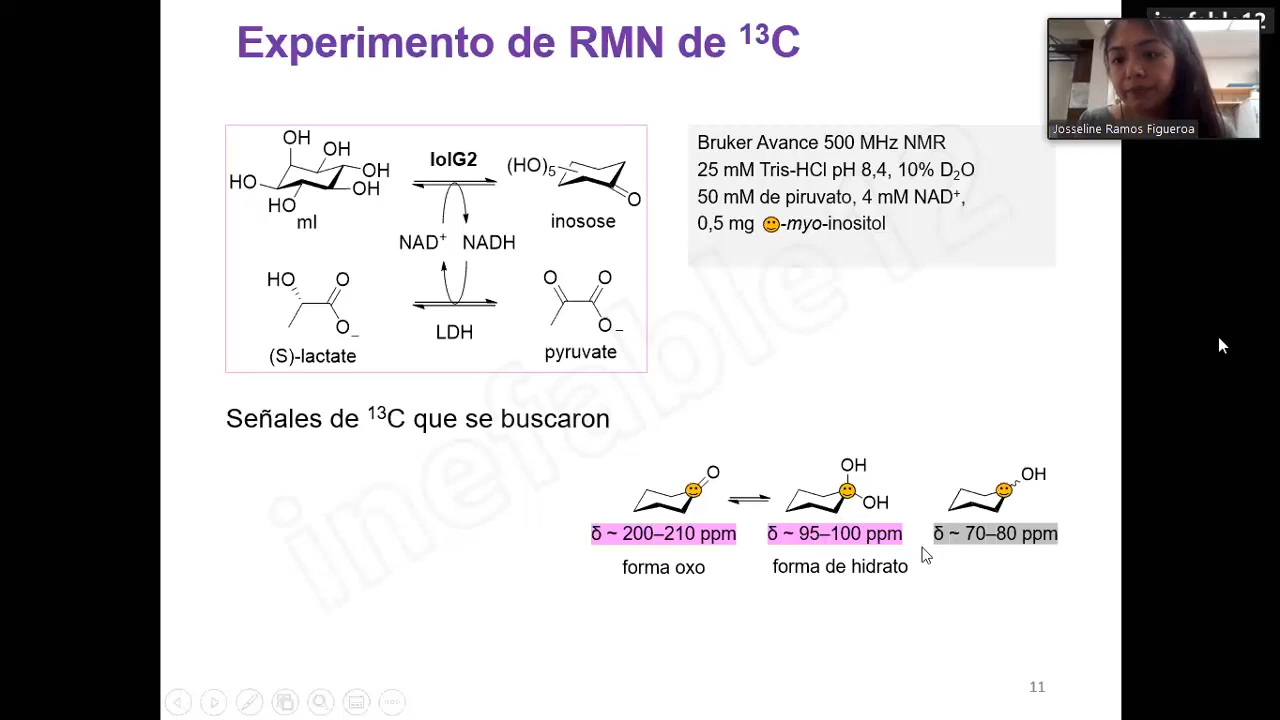 Experimento de RMN de ¹³C
inefable12
Josseline Ramos Figueroa
OH
OH
OH
HO
OH
HO
mI
IolG2
(HO)₅
O
inosose
NAD⁺ NADH
HO
O
O
O
O
O⁻
O⁻
LDH
(S)-lactate
pyruvate
Bruker Avance 500 MHz NMR
25 mM Tris-HCl pH 8,4, 10% D₂O
50 mM de piruvato, 4 mM NAD⁺,
0,5 mg -myo-inositol
inefable12
Señales de ¹³C que se buscaron
O
OH
OH
OH
δ ~ 200–210 ppm
δ ~ 95–100 ppm
δ ~ 70–80 ppm
forma oxo
forma de hidrato
11